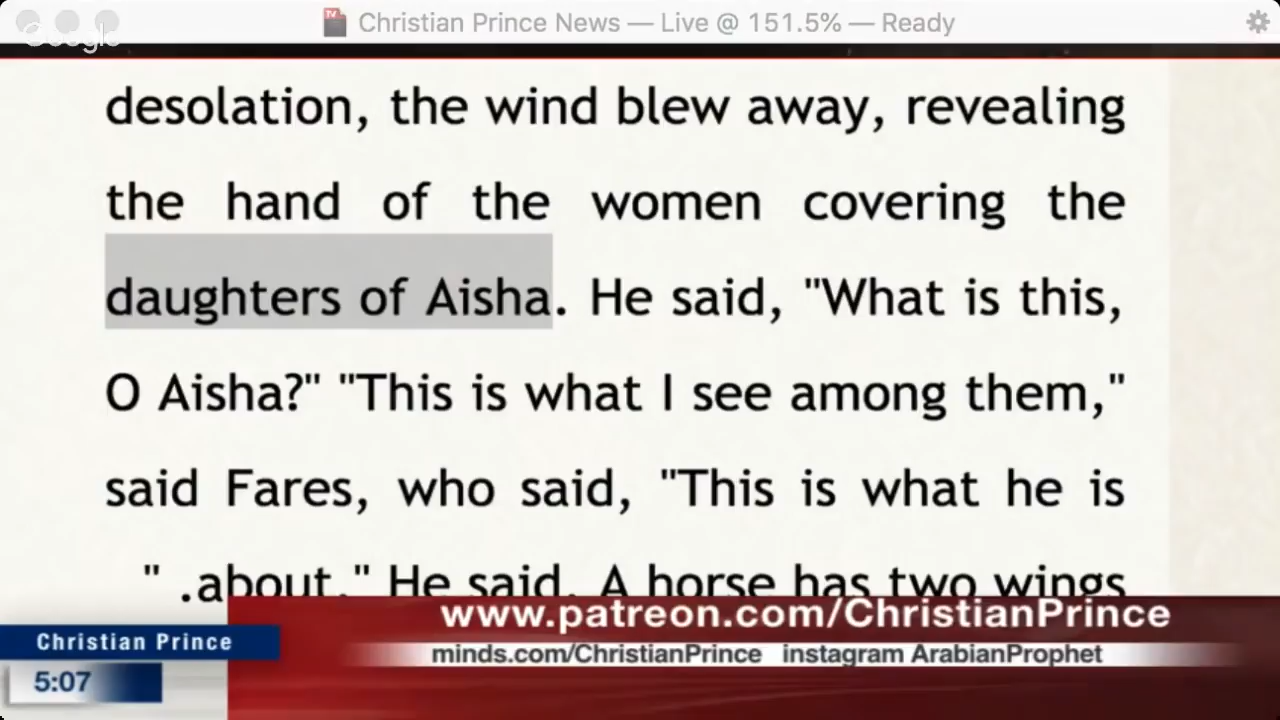 Christian Prince News — Live @ 151.5% — Ready
Google
desolation, the wind blew away, revealing
the hand of the women covering the
daughters of Aisha. He said, "What is this,
O Aisha?" "This is what I see among them,"
said Fares, who said, "This is what he is
" .about." He said, A horse has two wings
www.patreon.com/ChristianPrince
Christian Prince
minds.com/ChristianPrince instagram ArabianProphet
5:07